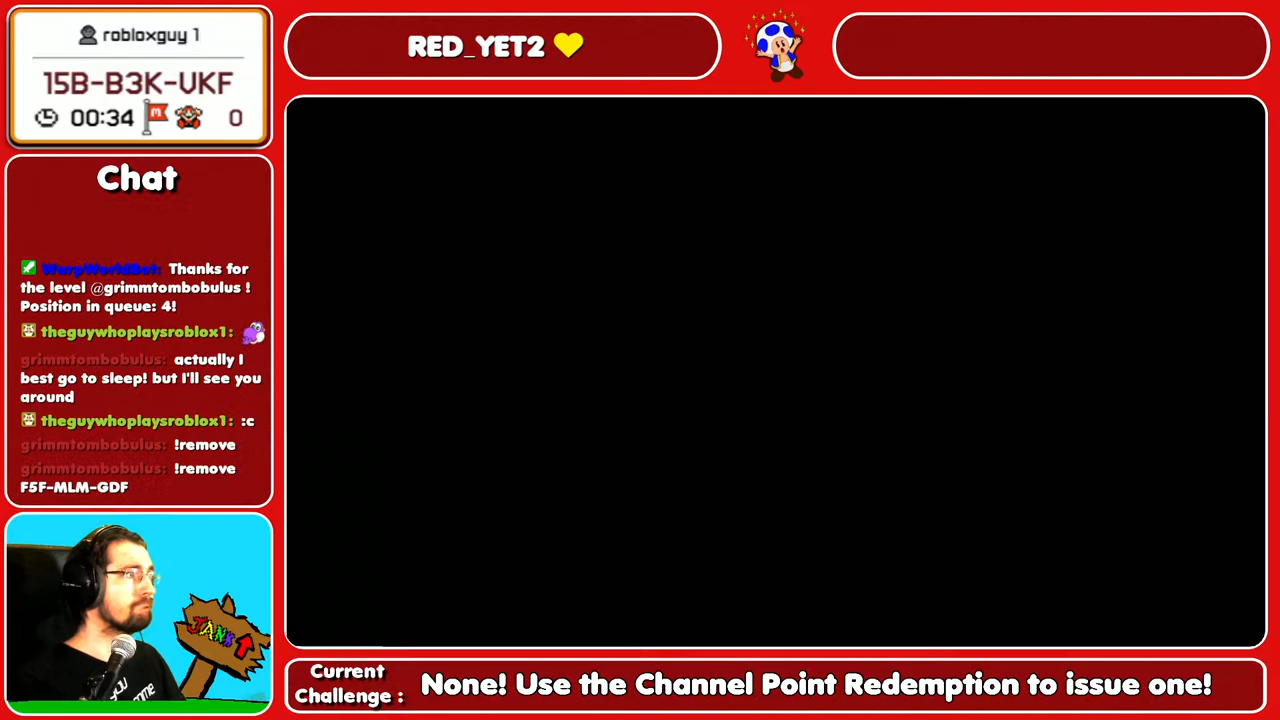 robloxguy 1
15B-B3K-UKF
00:34 M 0
RED_YET2
Chat
WarpWorldBot: Thanks for
the level @grimmtombobulus !
Position in queue: 4!
theguywhoplaysroblox1:
grimmtombobulus: actually I
best go to sleep! but I'll see you
around
theguywhoplaysroblox1: :c
grimmtombobulus: !remove
grimmtombobulus: !remove
F5F-MLM-GDF
JANK
Current
Challenge :
None! Use the Channel Point Redemption to issue one!